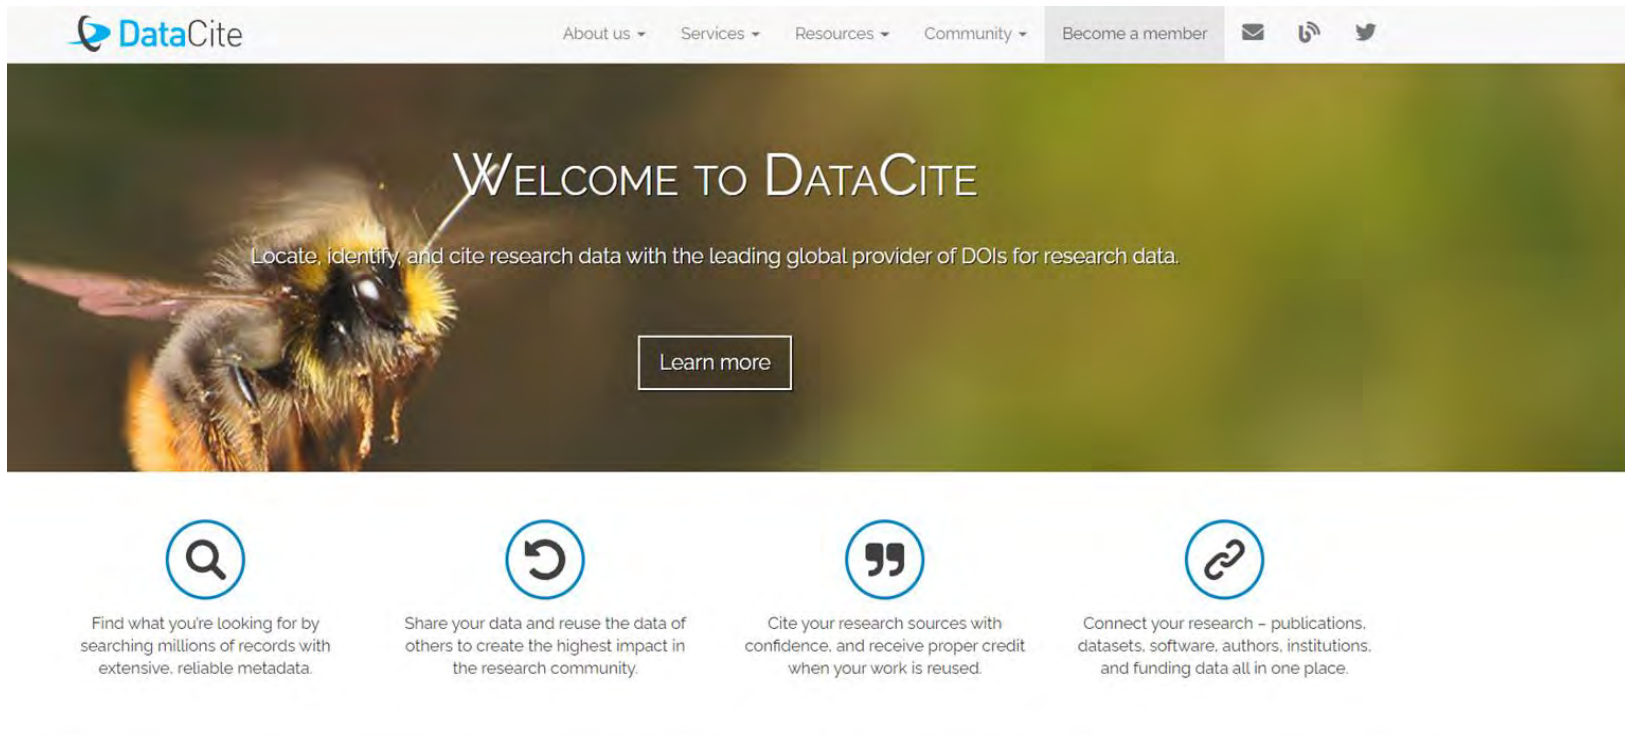 DataCite
About us
Services
Resources
Community
Become a member
WELCOME TO DATACITE
Locate, identify, and cite research data with the leading global provider of DOIs for research data.
Learn more
Find what you're looking for by
searching millions of records with
extensive, reliable metadata.
Share your data and reuse the data of
others to create the highest impact in
the research community.
Cite your research sources with
confidence, and receive proper credit
when your work is reused.
Connect your research – publications,
datasets, software, authors, institutions,
and funding data all in one place.